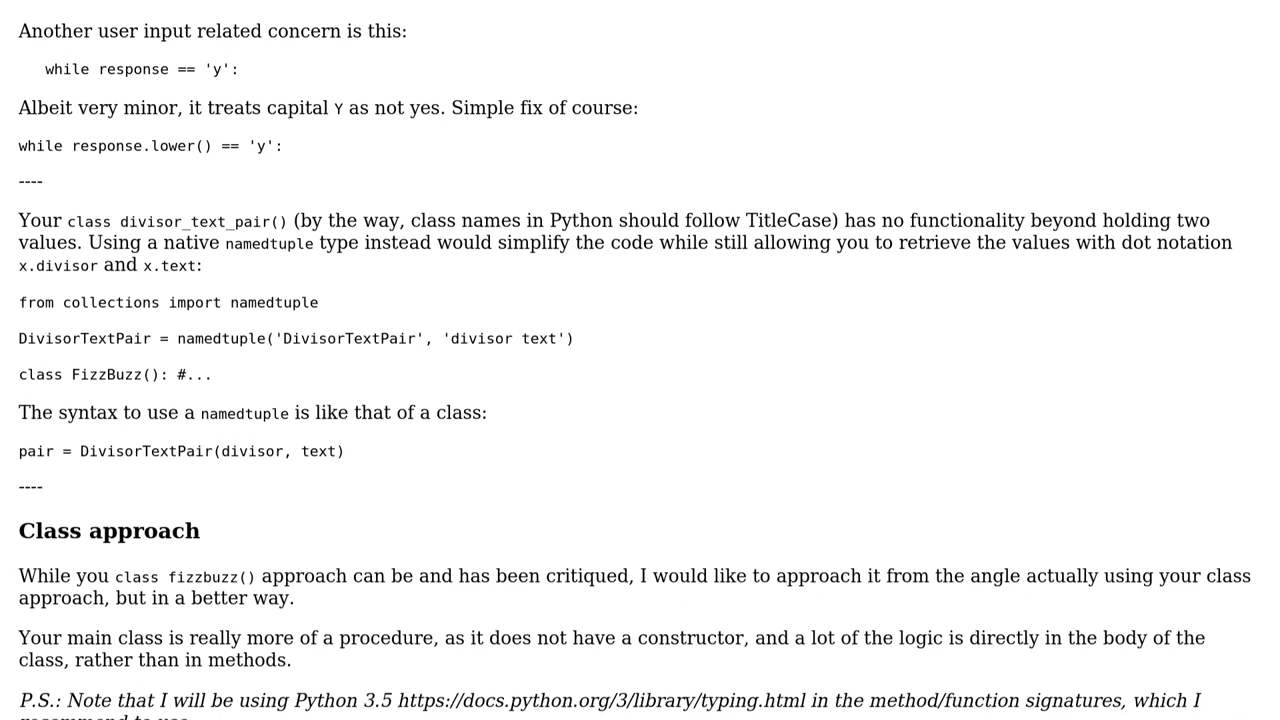 Another user input related concern is this:
while response == 'y':
Albeit very minor, it treats capital Y as not yes. Simple fix of course:
while response.lower() == 'y':
----
Your class divisor_text_pair() (by the way, class names in Python should follow TitleCase) has no functionality beyond holding two
values. Using a native namedtuple type instead would simplify the code while still allowing you to retrieve the values with dot notation
x.divisor and x.text:
from collections import namedtuple
DivisorTextPair = namedtuple('DivisorTextPair', 'divisor text')
class FizzBuzz(): #...
The syntax to use a namedtuple is like that of a class:
pair = DivisorTextPair(divisor, text)
----
Class approach
While you class fizzbuzz() approach can be and has been critiqued, I would like to approach it from the angle actually using your class
approach, but in a better way.
Your main class is really more of a procedure, as it does not have a constructor, and a lot of the logic is directly in the body of the
class, rather than in methods.
P.S.: Note that I will be using Python 3.5 https://docs.python.org/3/library/typing.html in the method/function signatures, which I